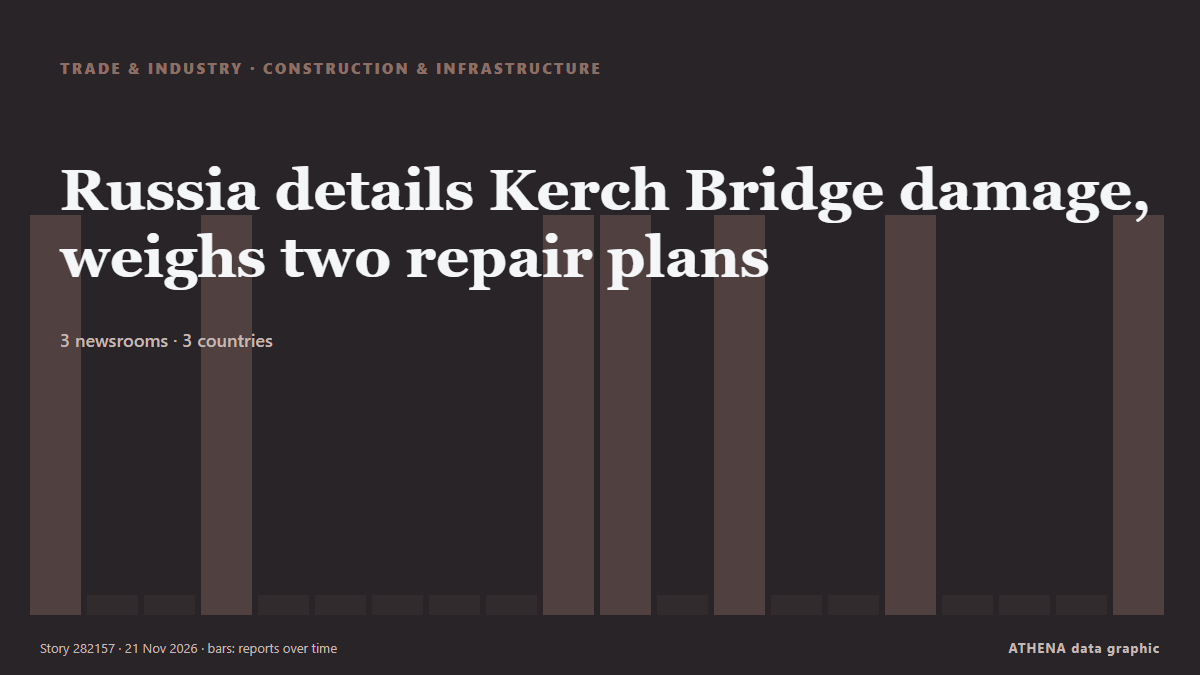 TRADE & INDUSTRY · CONSTRUCTION & INFRASTRUCTURE
Russia details Kerch Bridge damage,
weighs two repair plans
3 newsrooms · 3 countries
Story 282157 · 21 Nov 2026 · bars: reports over time
ATHENA data graphic